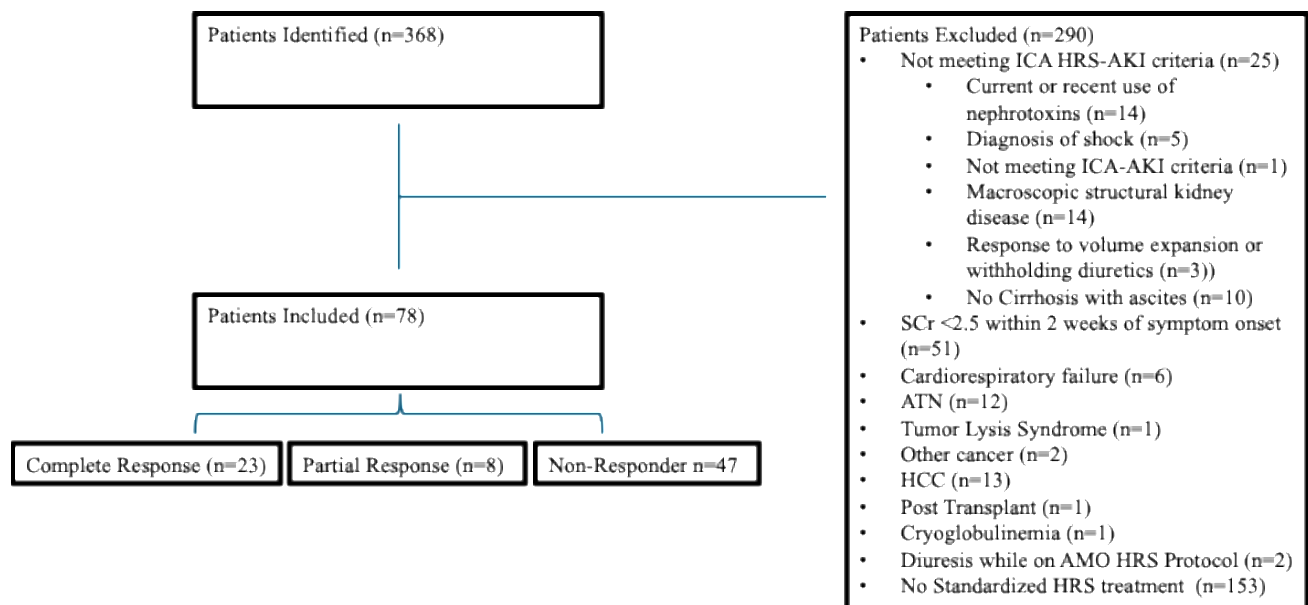 Patients Identified (n=368)
Patients Excluded (n=290)
• Not meeting ICA HRS-AKI criteria (n=25)
• Current or recent use of
nephrotoxins (n=14)
• Diagnosis of shock (n=5)
• Not meeting ICA-AKI criteria (n=1)
• Macroscopic structural kidney
disease (n=14)
• Response to volume expansion or
withholding diuretics (n=3))
• No Cirrhosis with ascites (n=10)
• SCr <2.5 within 2 weeks of symptom onset
(n=51)
• Cardiorespiratory failure (n=6)
• ATN (n=12)
• Tumor Lysis Syndrome (n=1)
• Other cancer (n=2)
• HCC (n=13)
• Post Transplant (n=1)
• Cryoglobulinemia (n=1)
• Diuresis while on AMO HRS Protocol (n=2)
• No Standardized HRS treatment (n=153)
Patients Included (n=78)
Complete Response (n=23)
Partial Response (n=8)
Non-Responder n=47